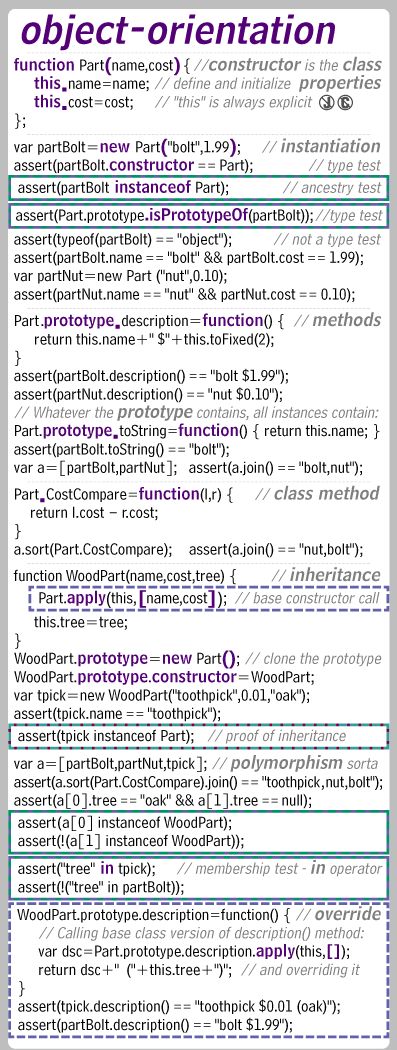 object-orientation
function Part(name,cost) { //constructor is the class
this.name=name; // define and initialize properties
this.cost=cost; // "this" is always explicit
};
var partBolt=new Part("bolt",1.99); // instantiation
assert(partBolt.constructor == Part); // type test
assert(partBolt instanceof Part); // ancestry test
assert(Part.prototype.isPrototypeOf(partBolt)); //type test
assert(typeof(partBolt) == "object"); // not a type test
assert(partBolt.name == "bolt" && partBolt.cost == 1.99);
var partNut=new Part ("nut",0.10);
assert(partNut.name == "nut" && partNut.cost == 0.10);
Part.prototype.description=function() { // methods
return this.name+" $"+this.toFixed(2);
}
assert(partBolt.description() == "bolt $1.99");
assert(partNut.description() == "nut $0.10");
// Whatever the prototype contains, all instances contain:
Part.prototype.toString=function() { return this.name; }
assert(partBolt.toString() == "bolt");
var a=[partBolt,partNut]; assert(a.join() == "bolt,nut");
Part.CostCompare=function(l,r) { // class method
return l.cost – r.cost;
}
a.sort(Part.CostCompare); assert(a.join() == "nut,bolt");
function WoodPart(name,cost,tree) { // inheritance
Part.apply(this,[name,cost]); // base constructor call
this.tree=tree;
}
WoodPart.prototype=new Part(); // clone the prototype
WoodPart.prototype.constructor=WoodPart;
var tpick=new WoodPart("toothpick",0.01,"oak");
assert(tpick.name == "toothpick");
assert(tpick instanceof Part); // proof of inheritance
var a=[partBolt,partNut,tpick]; // polymorphism sorta
assert(a.sort(Part.CostCompare).join() == "toothpick,nut,bolt");
assert(a[0].tree == "oak" && a[1].tree == null);
assert(a[0] instanceof WoodPart);
assert(!(a[1] instanceof WoodPart));
assert("tree" in tpick); // membership test - in operator
assert(!("tree" in partBolt));
WoodPart.prototype.description=function() { // override
// Calling base class version of description() method:
var dsc=Part.prototype.description.apply(this,[]);
return dsc+" ("+this.tree+")"; // and overriding it
}
assert(tpick.description() == "toothpick $0.01 (oak)");
assert(partBolt.description() == "bolt $1.99");